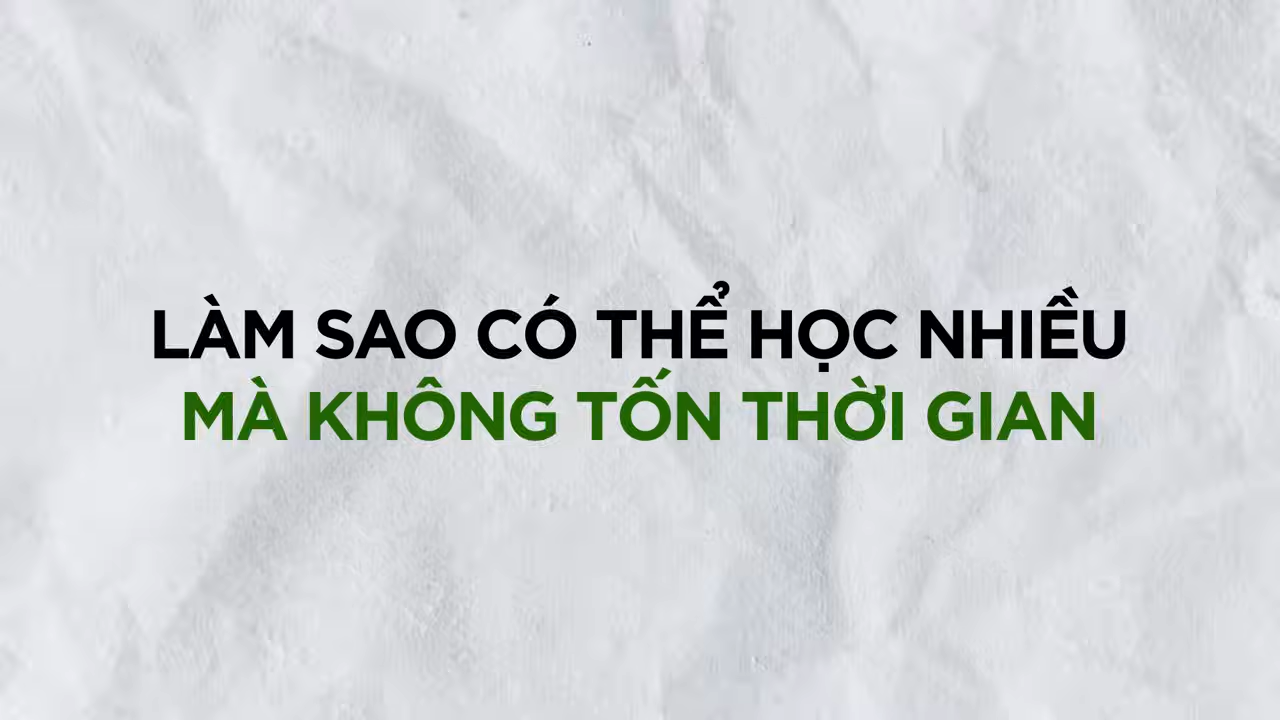 LÀM SAO CÓ THỂ HỌC NHIỀU
MÀ KHÔNG TỐN THỜI GIAN